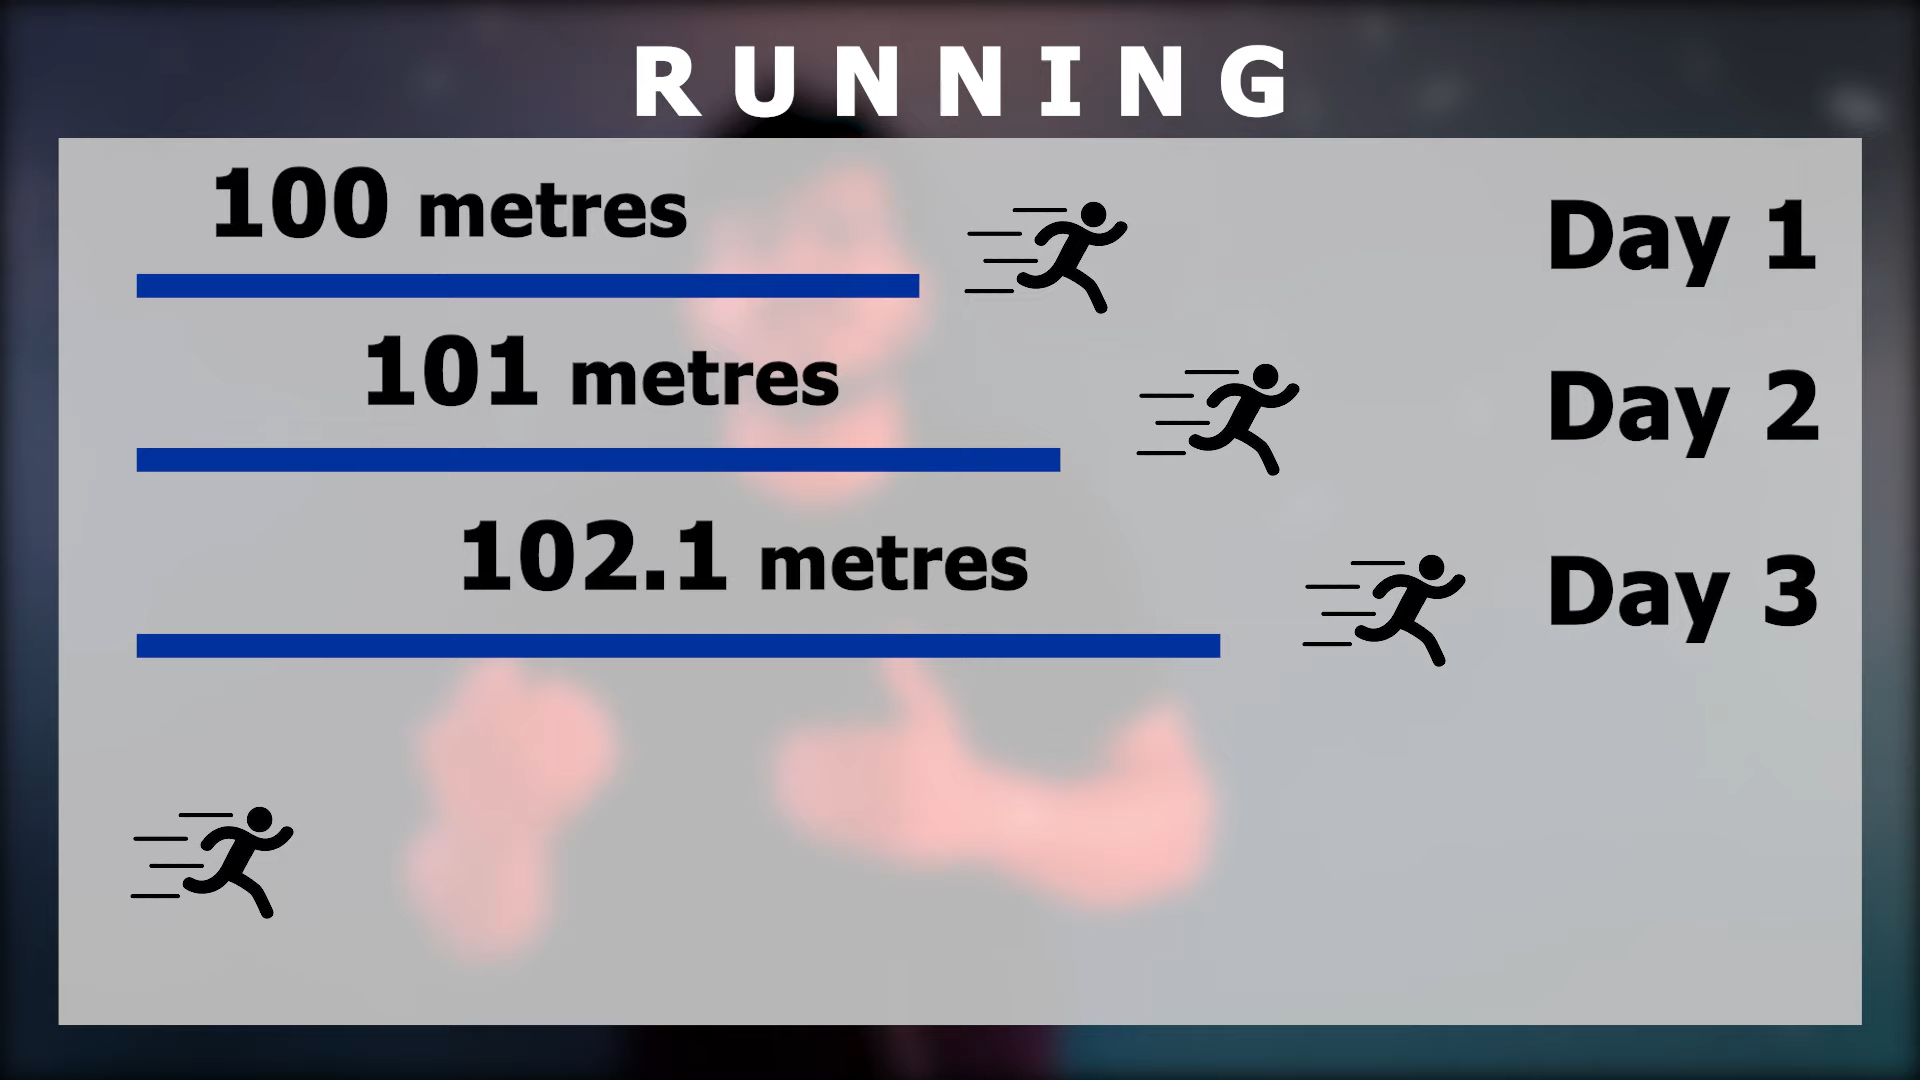 RUNNING
100 metres
Day 1
101 metres
Day 2
102.1 metres
Day 3